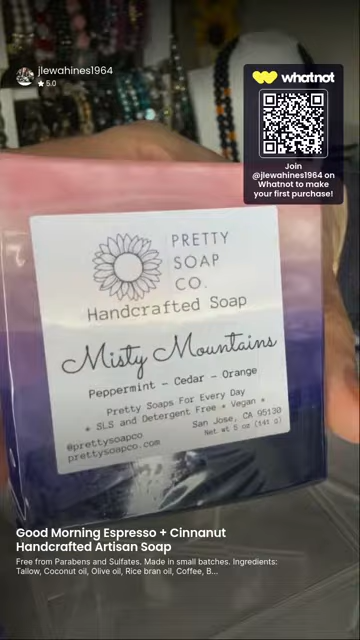 jlewahines1964
★ 5.0
whatnot
Join
@jlewahines1964 on
Whatnot to make
your first purchase!
PRETTY
SOAP
CO.
Handcrafted Soap
Misty Mountains
Peppermint - Cedar - Orange
Pretty Soaps For Every Day
* SLS and Detergent Free * Vegan *
@prettysoapco
San Jose, CA 95130
prettysoapco.com
Net wt 5 oz (141 g)
Good Morning Espresso + Cinnanut
Handcrafted Artisan Soap
Free from Parabens and Sulfates. Made in small batches. Ingredients:
Tallow, Coconut oil, Olive oil, Rice bran oil, Coffee, B...